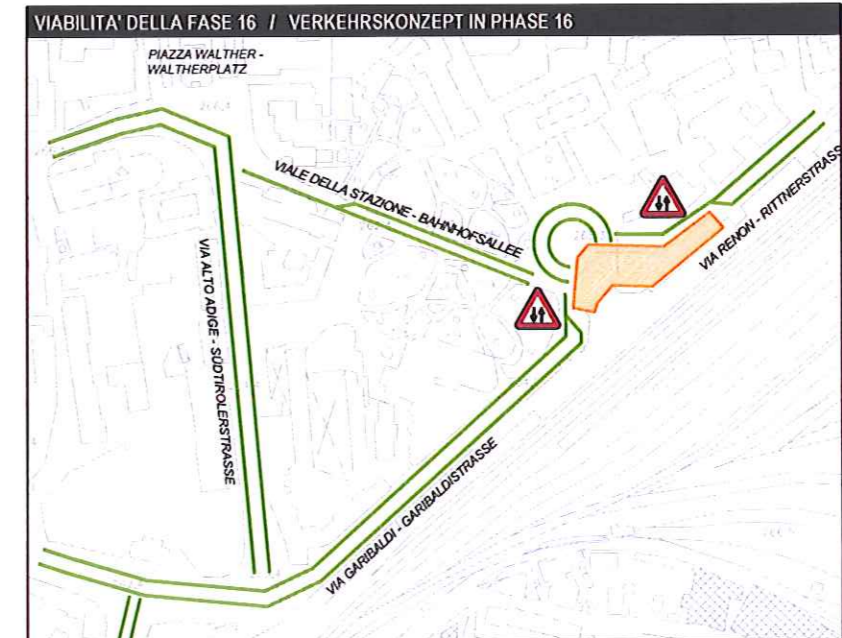 VIABILITA' DELLA FASE 16 / VERKEHRSKONZEPT IN PHASE 16
PIAZZA WALTHER -
WALTHERPLATZ
VIALE DELLA STAZIONE - BAHNHOFSALLEE
VIA RENON - RITTNERSTRASSE
VIA ALTO ADIGE - SÜDTIROLERSTRASSE
VIA GARIBALDI - GARIBALDISTRASSE